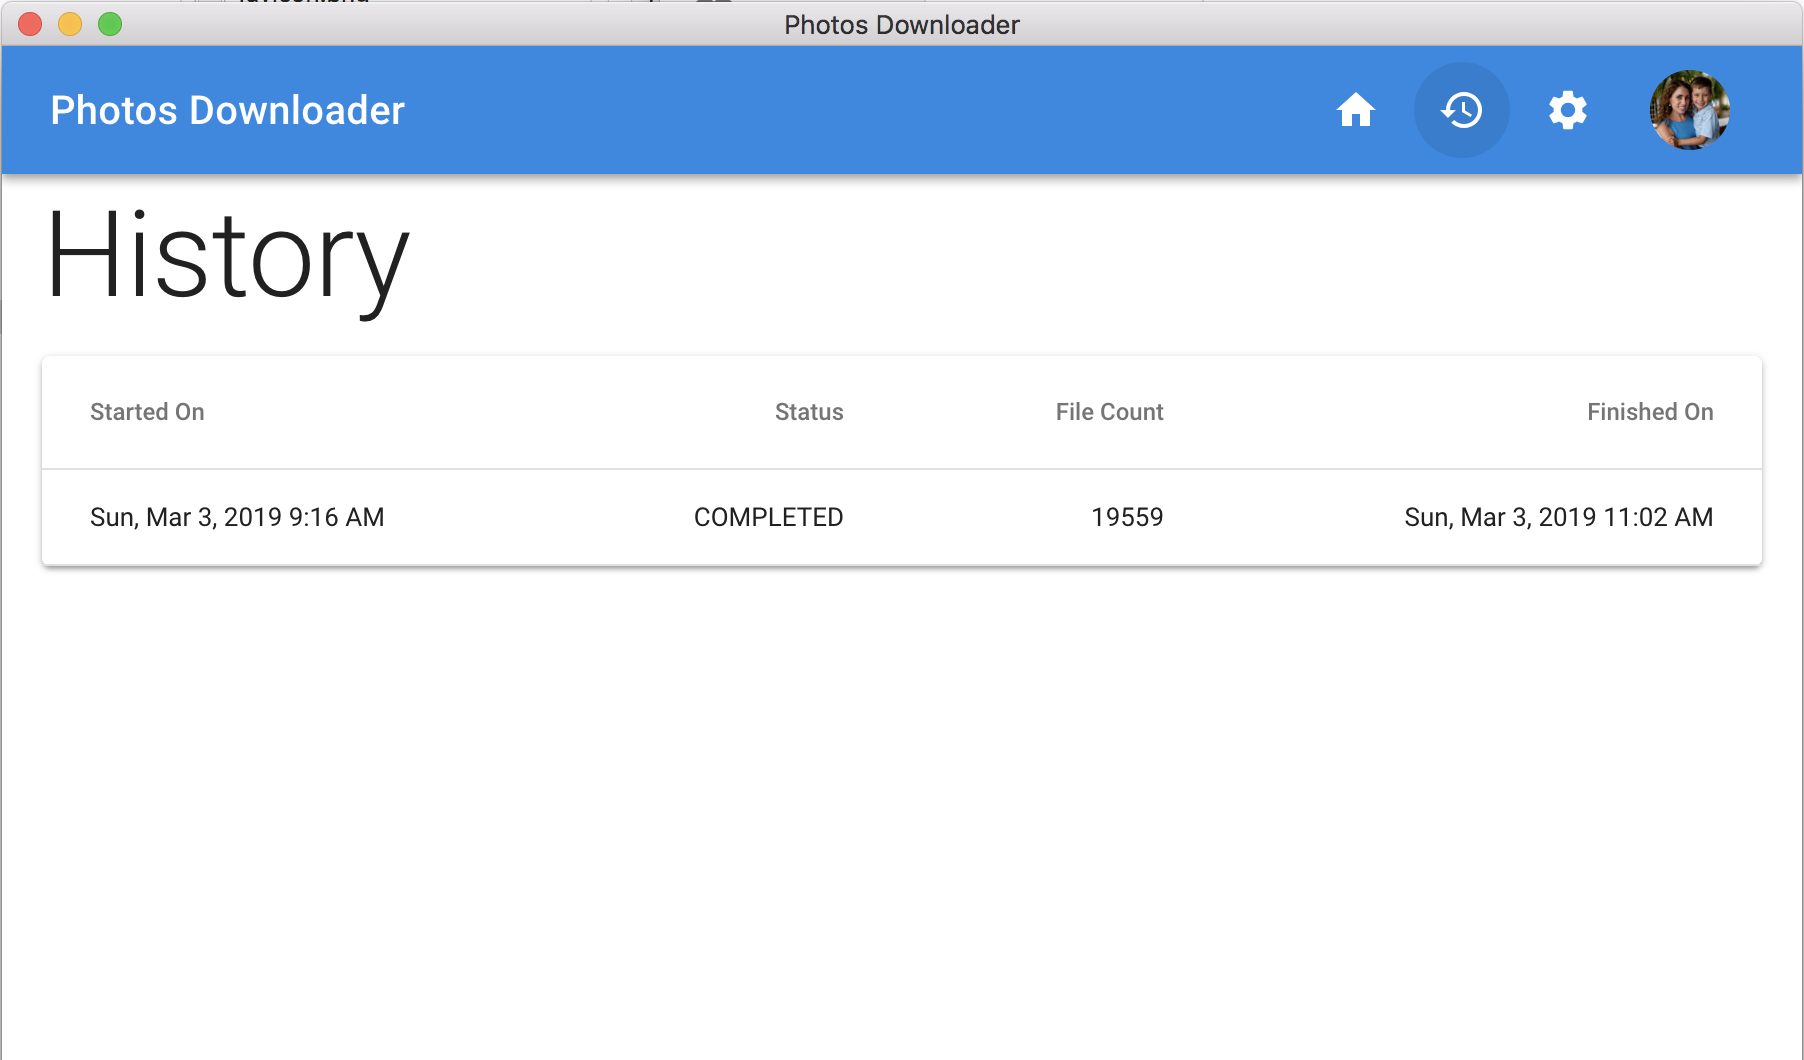 Photos Downloader
Photos Downloader
History
Started On Status File Count Finished On
Sun, Mar 3, 2019 9:16 AM COMPLETED 19559 Sun, Mar 3, 2019 11:02 AM